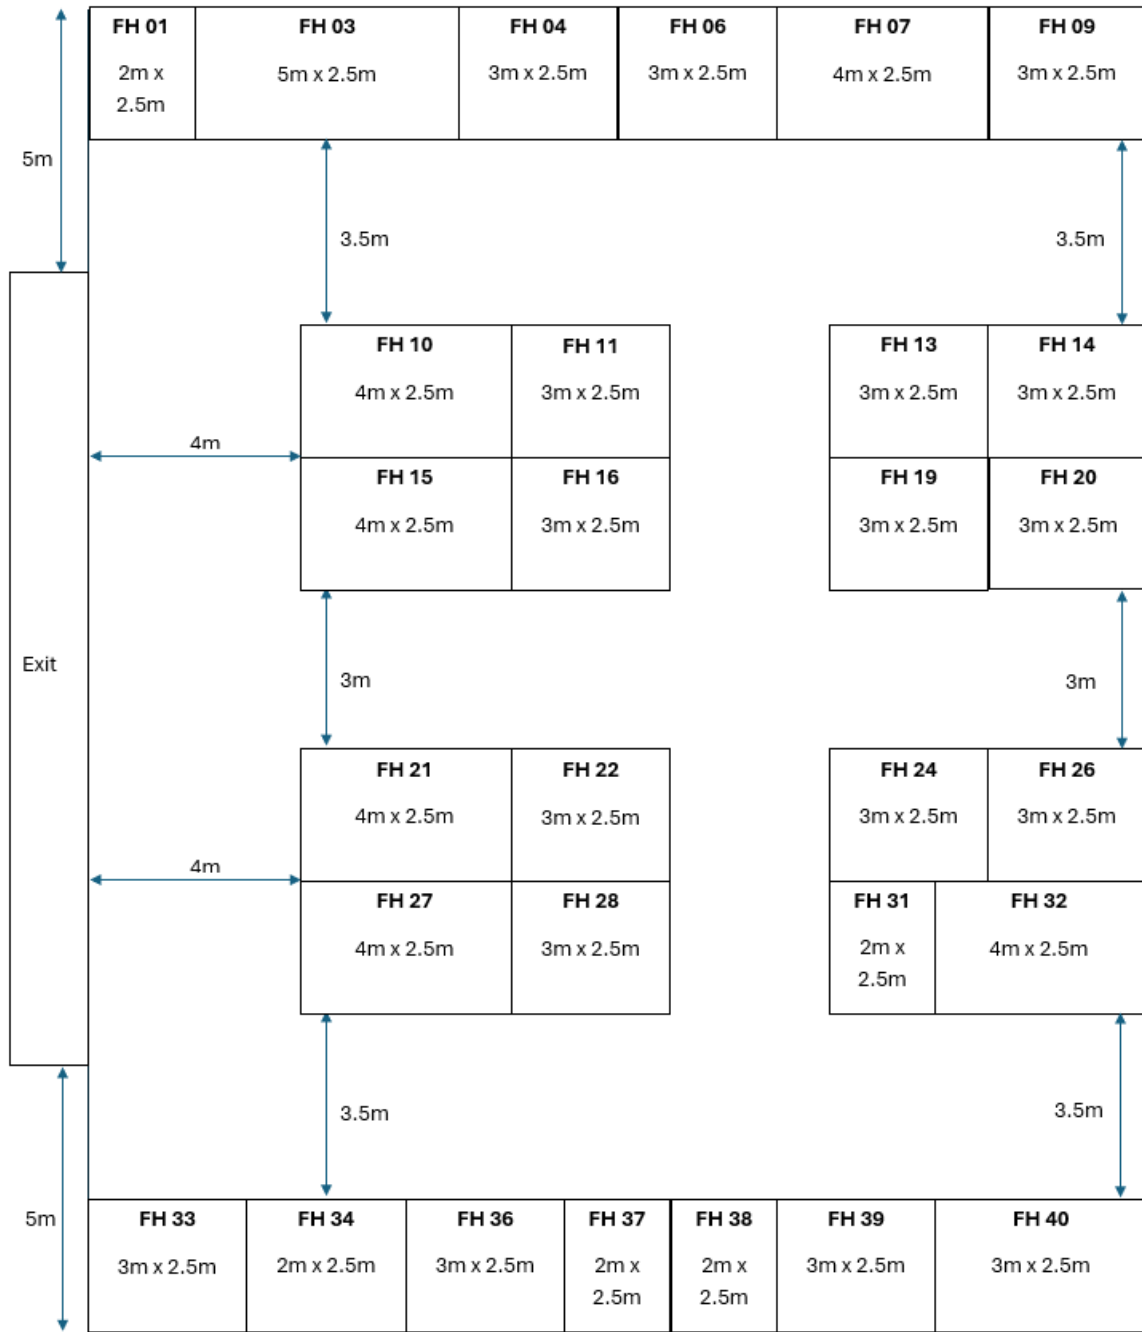 FH 01
2m x
2.5m
FH 03
5m x 2.5m
FH 04
3m x 2.5m
FH 06
3m x 2.5m
FH 07
4m x 2.5m
FH 09
3m x 2.5m
5m
3.5m
3.5m
FH 10
4m x 2.5m
FH 11
3m x 2.5m
FH 13
3m x 2.5m
FH 14
3m x 2.5m
4m
FH 15
4m x 2.5m
FH 16
3m x 2.5m
FH 19
3m x 2.5m
FH 20
3m x 2.5m
Exit
3m
3m
FH 21
4m x 2.5m
FH 22
3m x 2.5m
FH 24
3m x 2.5m
FH 26
3m x 2.5m
4m
FH 27
4m x 2.5m
FH 28
3m x 2.5m
FH 31
2m x
2.5m
FH 32
4m x 2.5m
3.5m
3.5m
5m
FH 33
3m x 2.5m
FH 34
2m x 2.5m
FH 36
3m x 2.5m
FH 37
2m x
2.5m
FH 38
2m x
2.5m
FH 39
3m x 2.5m
FH 40
3m x 2.5m